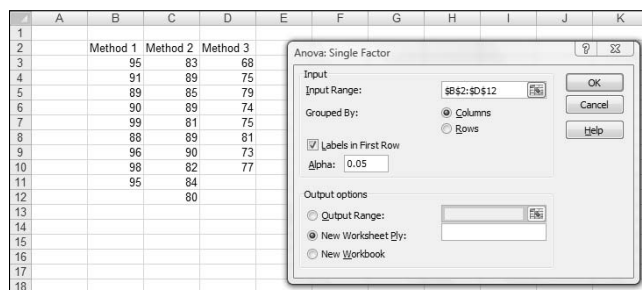 A B C D E F G H I J K
1
2 Method 1 Method 2 Method 3
3 95 83 68
4 91 89 75
5 89 85 79
6 90 89 74
7 99 81 75
8 88 89 81
9 96 90 73
10 98 82 77
11 95 84
12 80
13
14
15
16
17
18
Anova: Single Factor
Input
Input Range: $B$2:$D$12
Grouped By: Columns
Rows
Labels in First Row
Alpha: 0.05
Output options
Output Range:
New Worksheet Ply:
New Workbook
OK
Cancel
Help